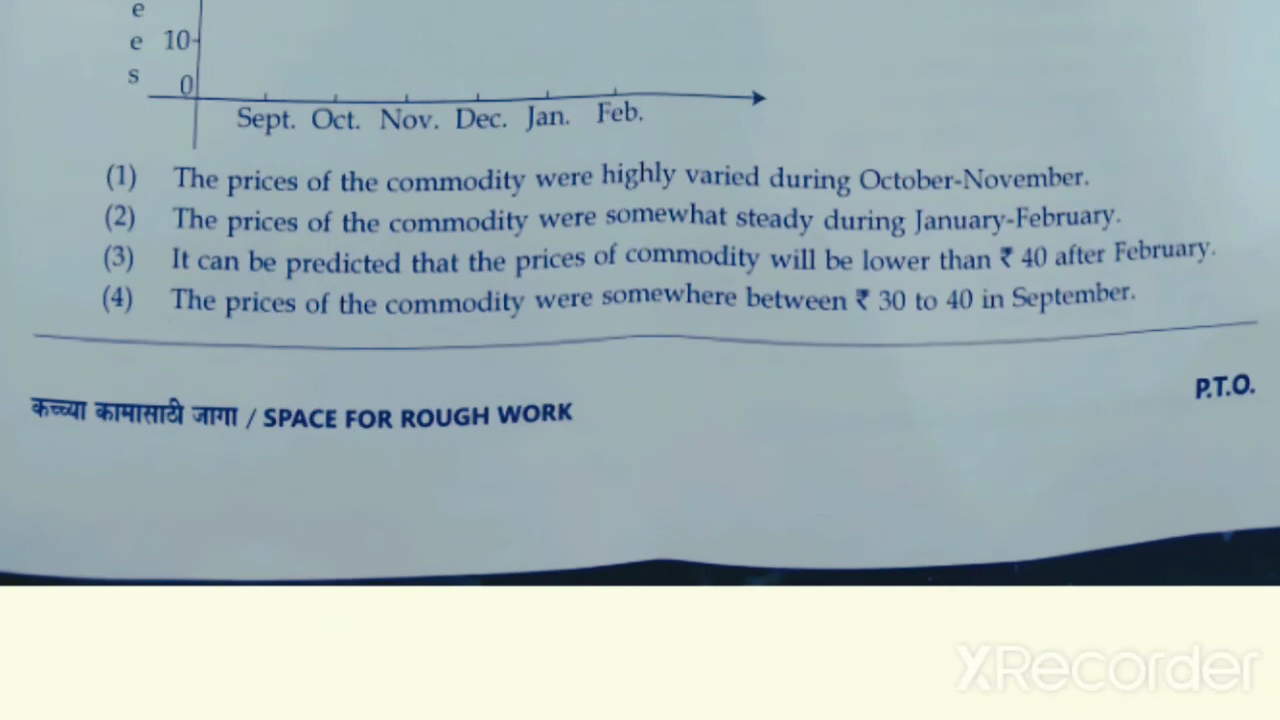 e
e 10
s 0
Sept. Oct. Nov. Dec. Jan. Feb.
(1) The prices of the commodity were highly varied during October-November.
(2) The prices of the commodity were somewhat steady during January-February.
(3) It can be predicted that the prices of commodity will be lower than ₹ 40 after February.
(4) The prices of the commodity were somewhere between ₹ 30 to 40 in September.
P.T.O.
कच्च्या कामासाठी जागा / SPACE FOR ROUGH WORK
XRecorder